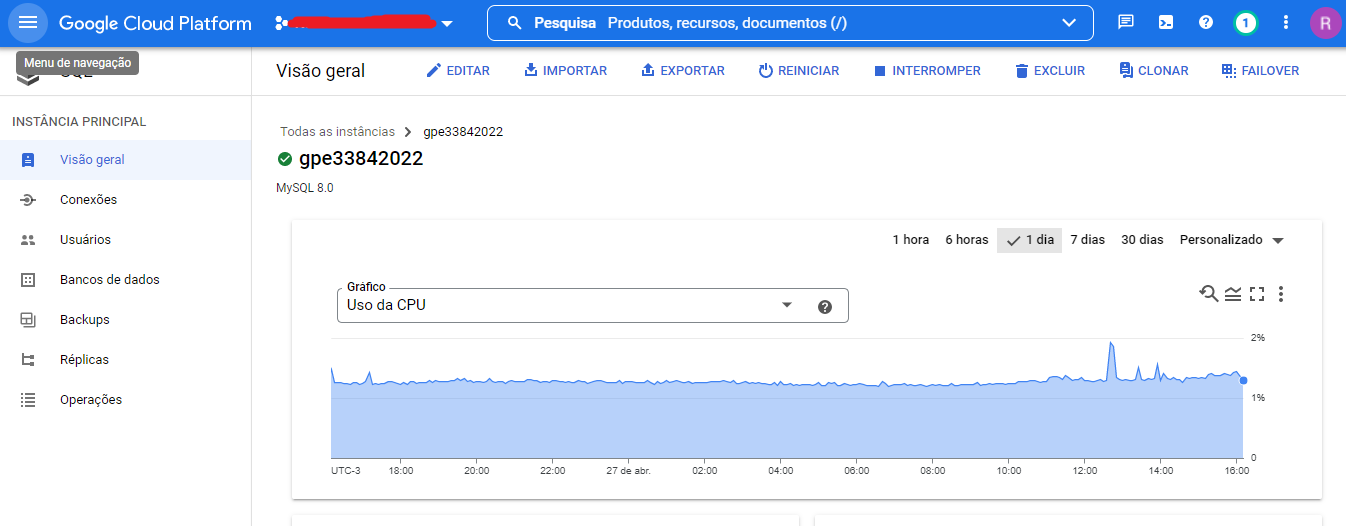 Google Cloud Platform
Pesquisa Produtos, recursos, documentos (/)
1
R
Menu de navegação
Visão geral
EDITAR
IMPORTAR
EXPORTAR
REINICIAR
INTERROMPER
EXCLUIR
CLONAR
FAILOVER
INSTÂNCIA PRINCIPAL
Visão geral
Conexões
Usuários
Bancos de dados
Backups
Réplicas
Operações
Todas as instâncias
gpe33842022
gpe33842022
MySQL 8.0
1 hora
6 horas
1 dia
7 dias
30 dias
Personalizado
Gráfico
Uso da CPU
2%
1%
0
UTC-3 18:00 20:00 22:00 27 de abr. 02:00 04:00 06:00 08:00 10:00 12:00 14:00 16:00